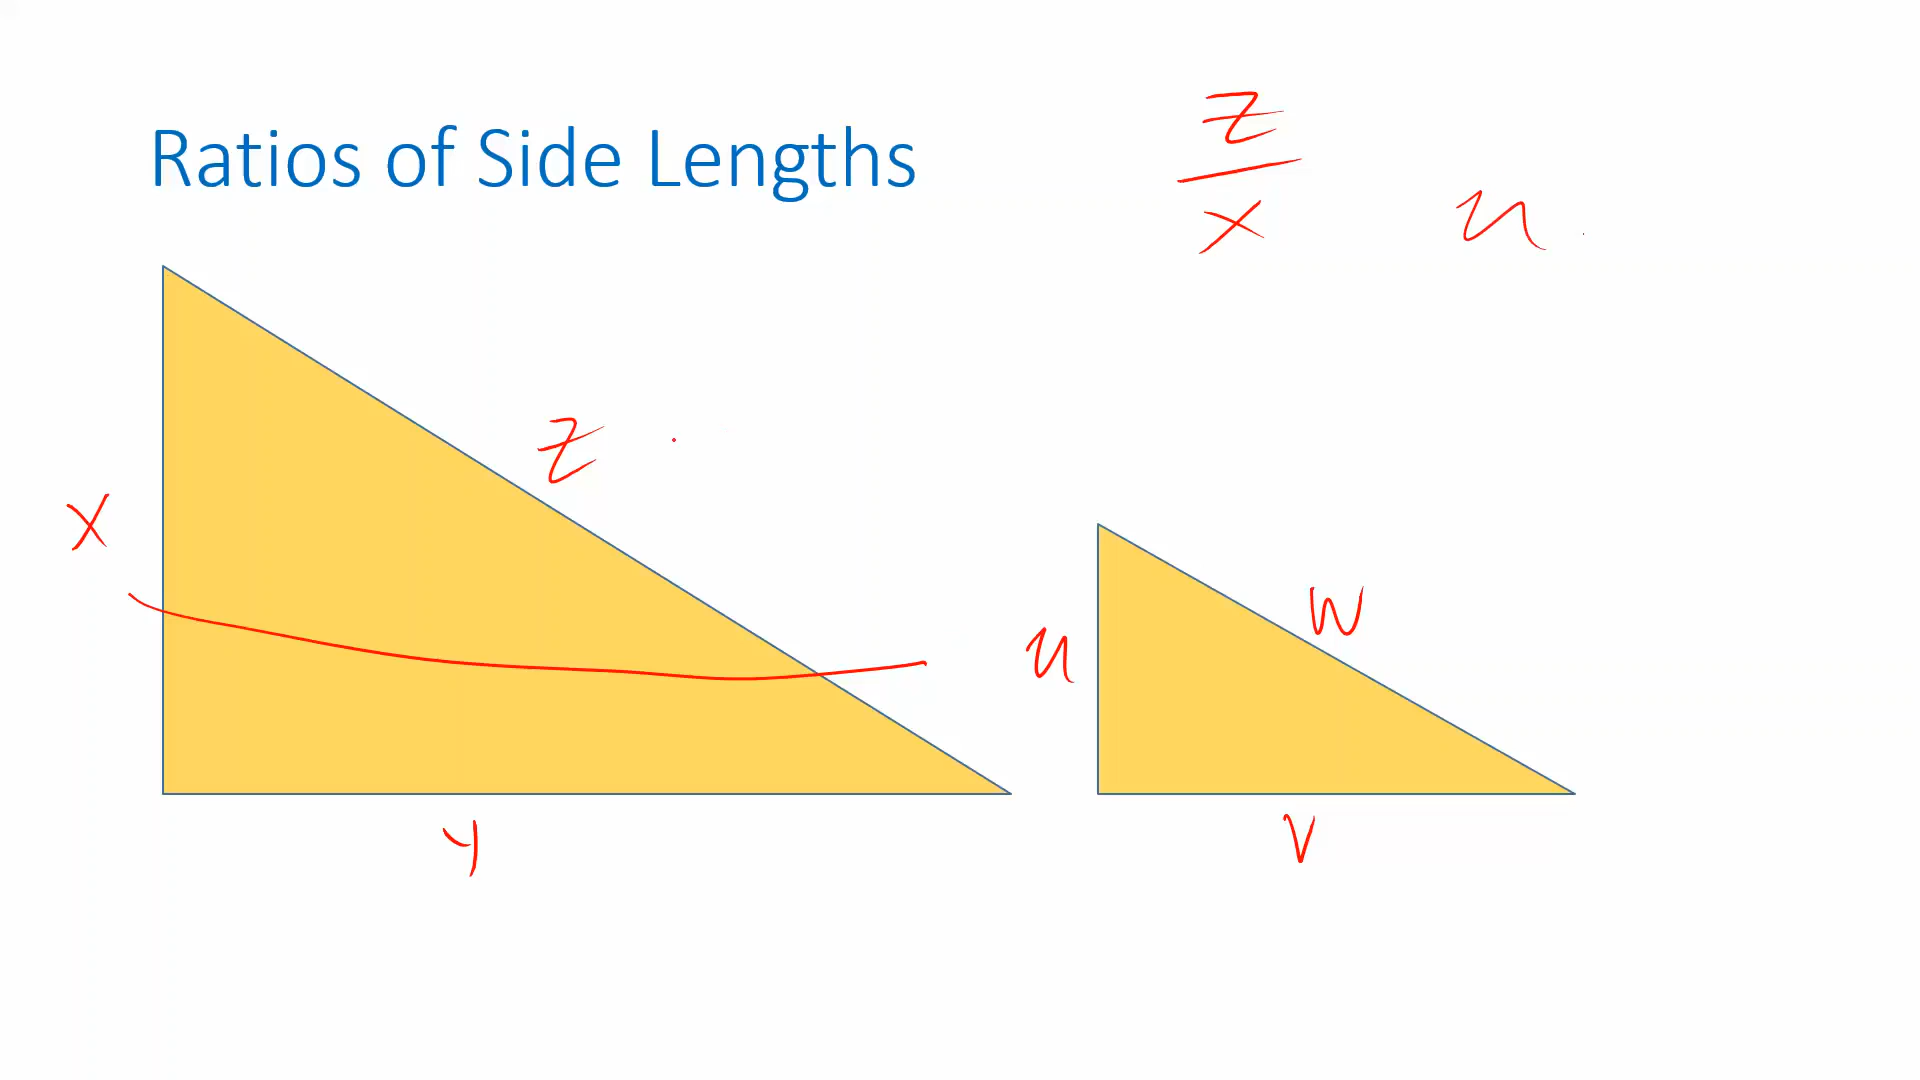 Ratios of Side Lengths
z
x
u
z
x
w
u
y
v